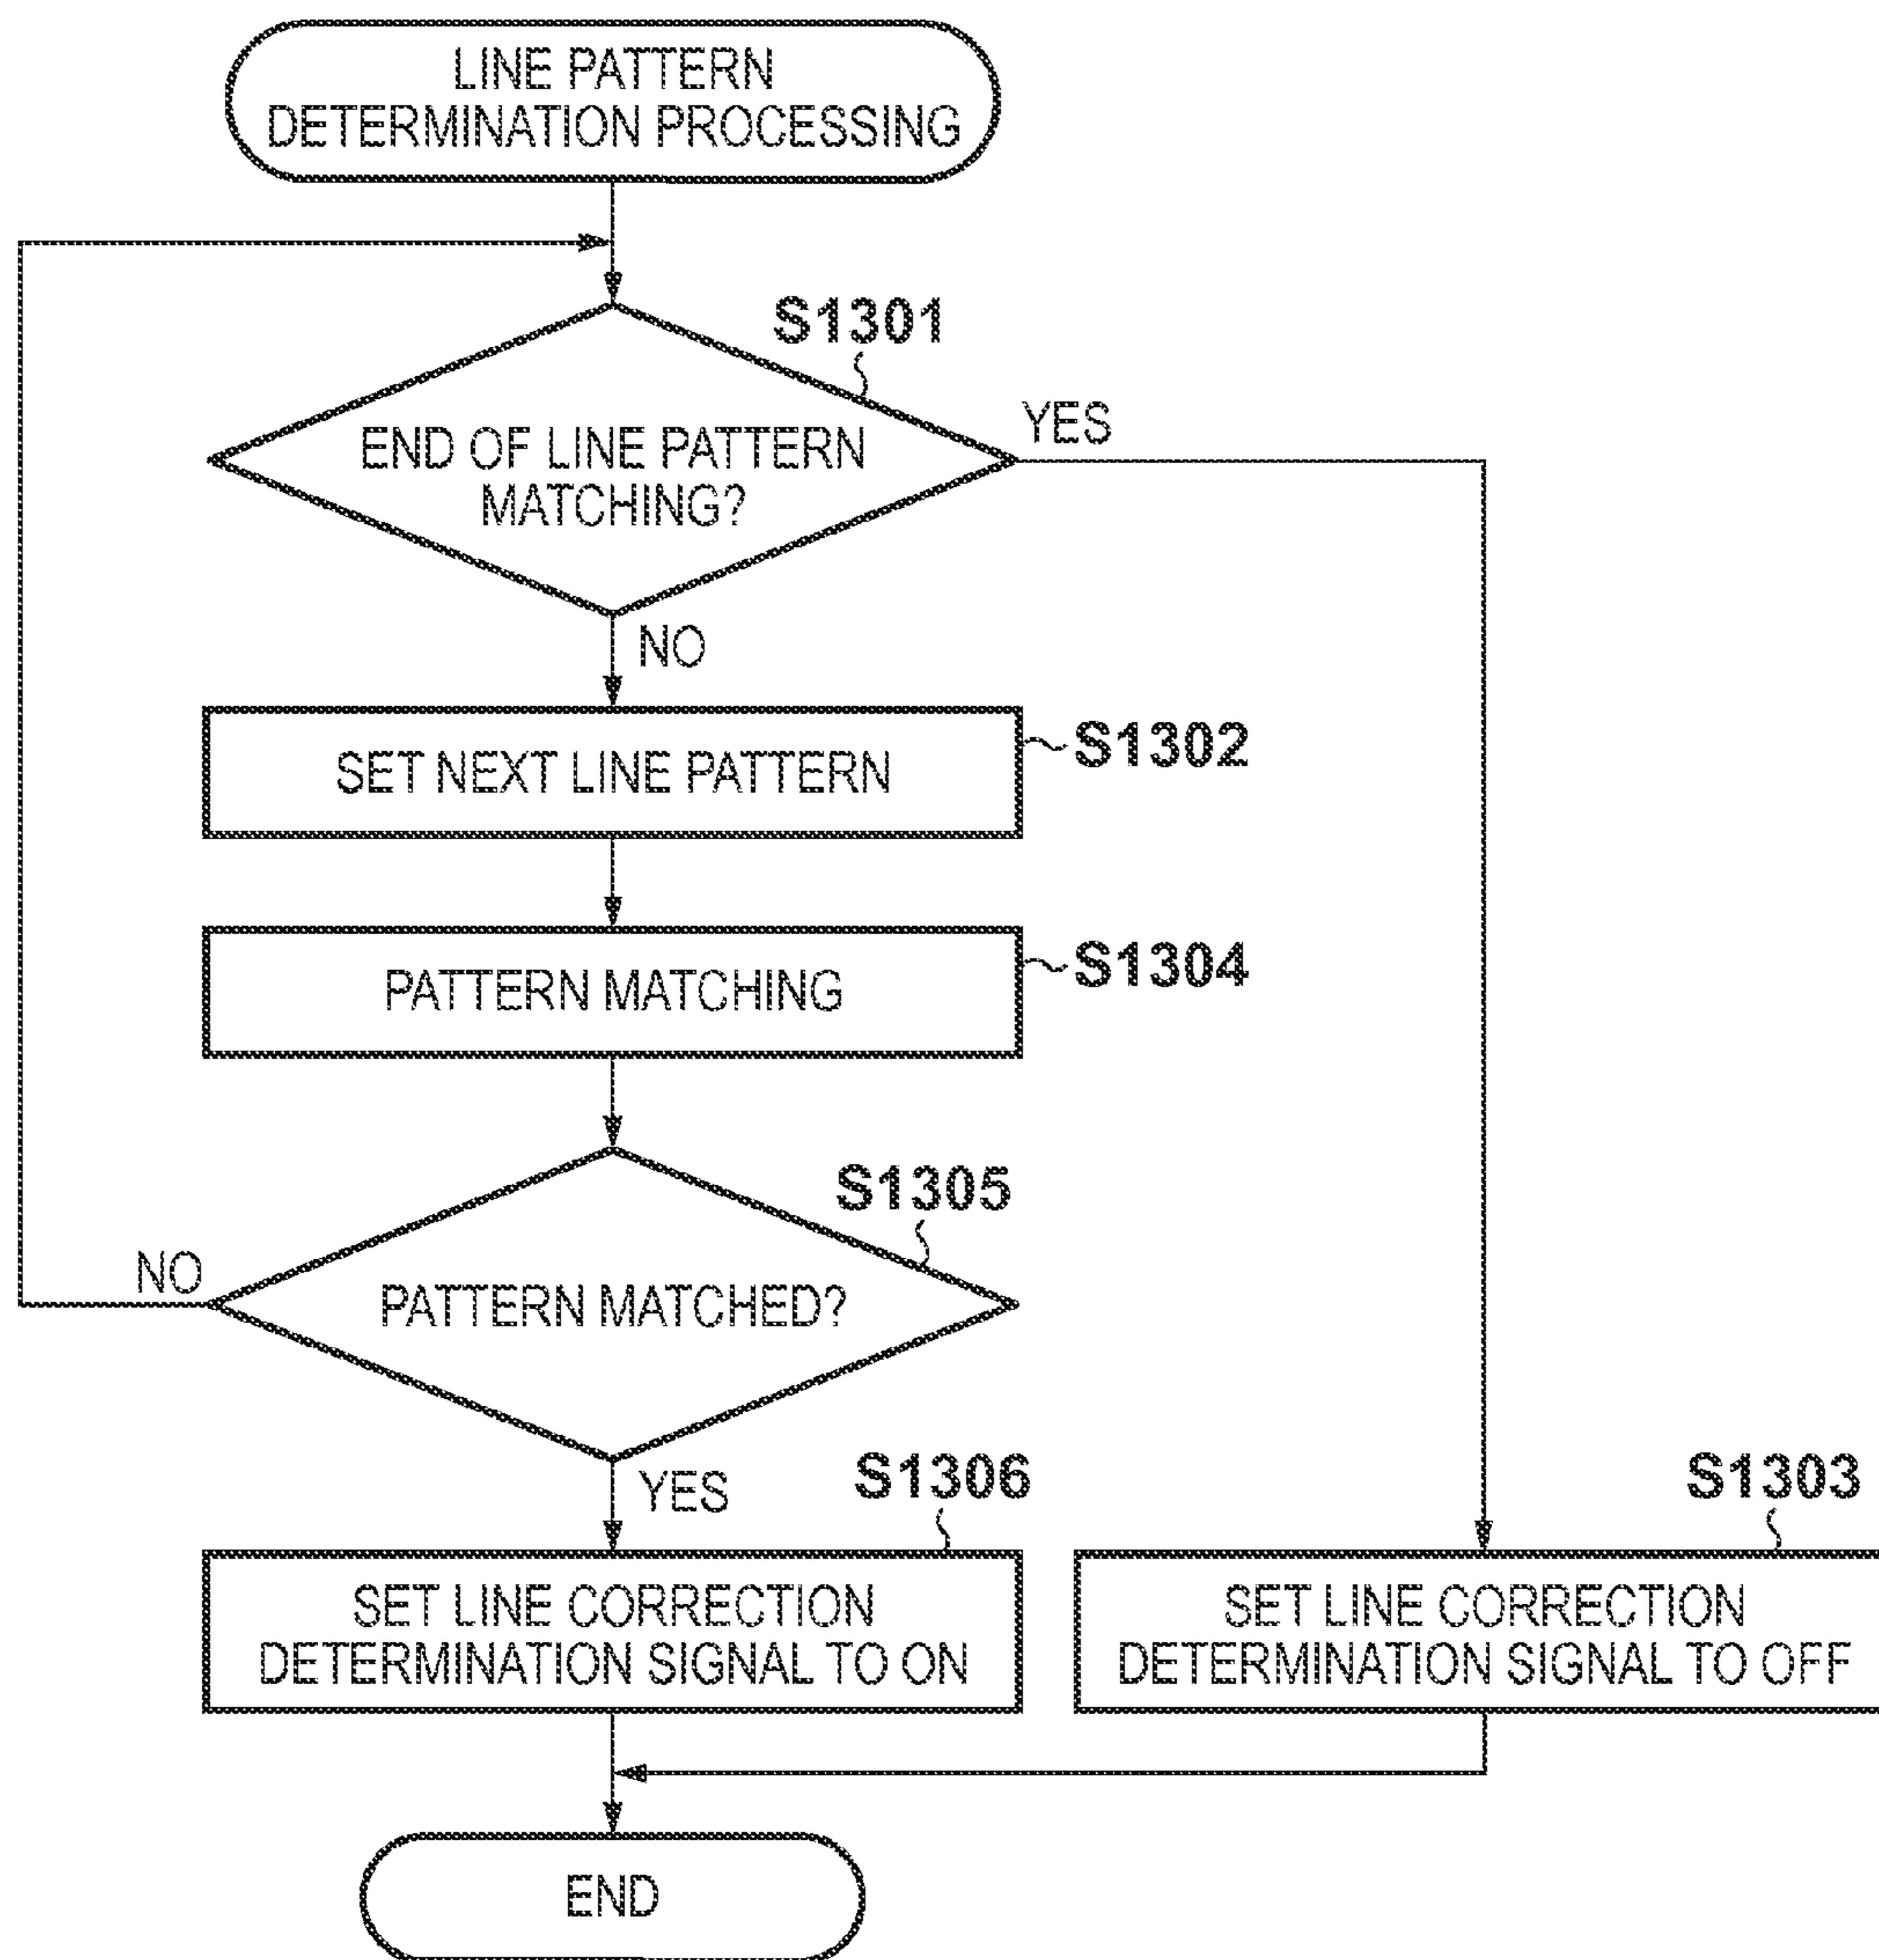 LINE PATTERN
DETERMINATION PROCESSING
S1301
END OF LINE PATTERN
MATCHING?
YES
NO
SET NEXT LINE PATTERN
S1302
PATTERN MATCHING
S1304
S1305
NO
PATTERN MATCHED?
YES
S1306
S1303
SET LINE CORRECTION
DETERMINATION SIGNAL TO ON
SET LINE CORRECTION
DETERMINATION SIGNAL TO OFF
END